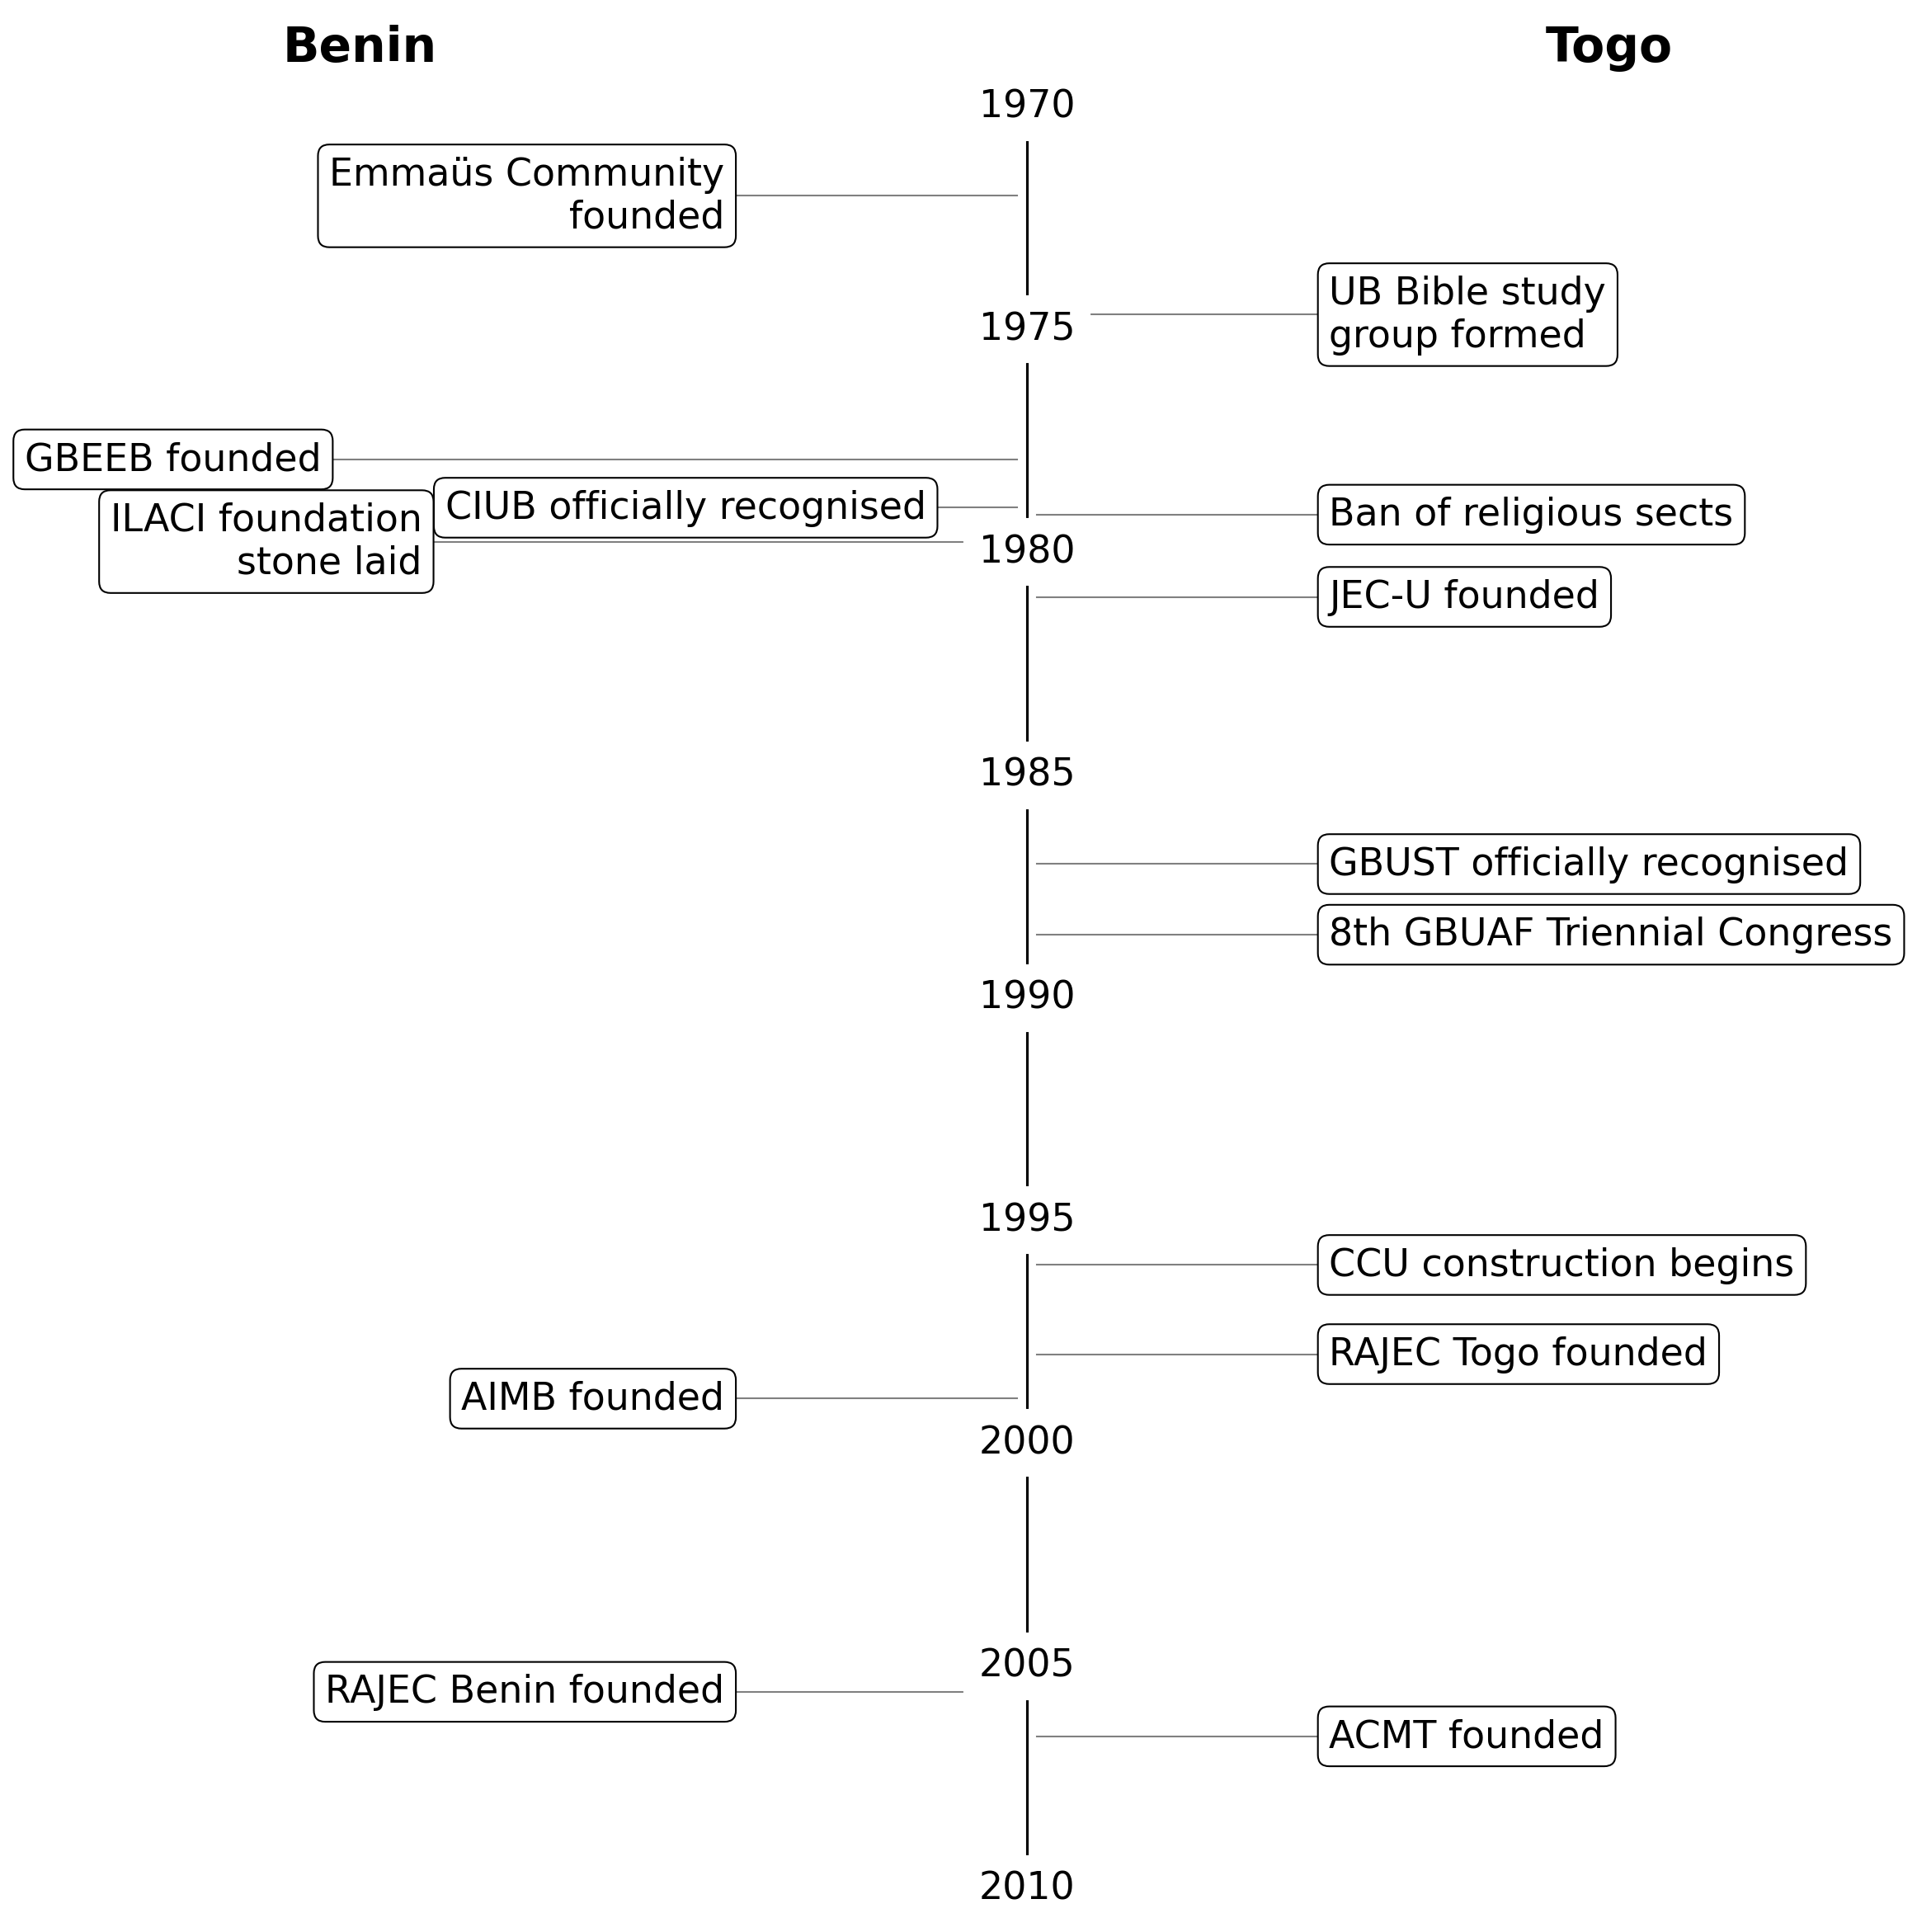 Benin
Togo
1970
Emmaüs Community
founded
UB Bible study
group formed
1975
GBEEB founded
CIUB officially recognised
Ban of religious sects
ILACI foundation
stone laid
1980
JEC-U founded
1985
GBUST officially recognised
8th GBUAF Triennial Congress
1990
1995
CCU construction begins
RAJEC Togo founded
AIMB founded
2000
2005
RAJEC Benin founded
ACMT founded
2010